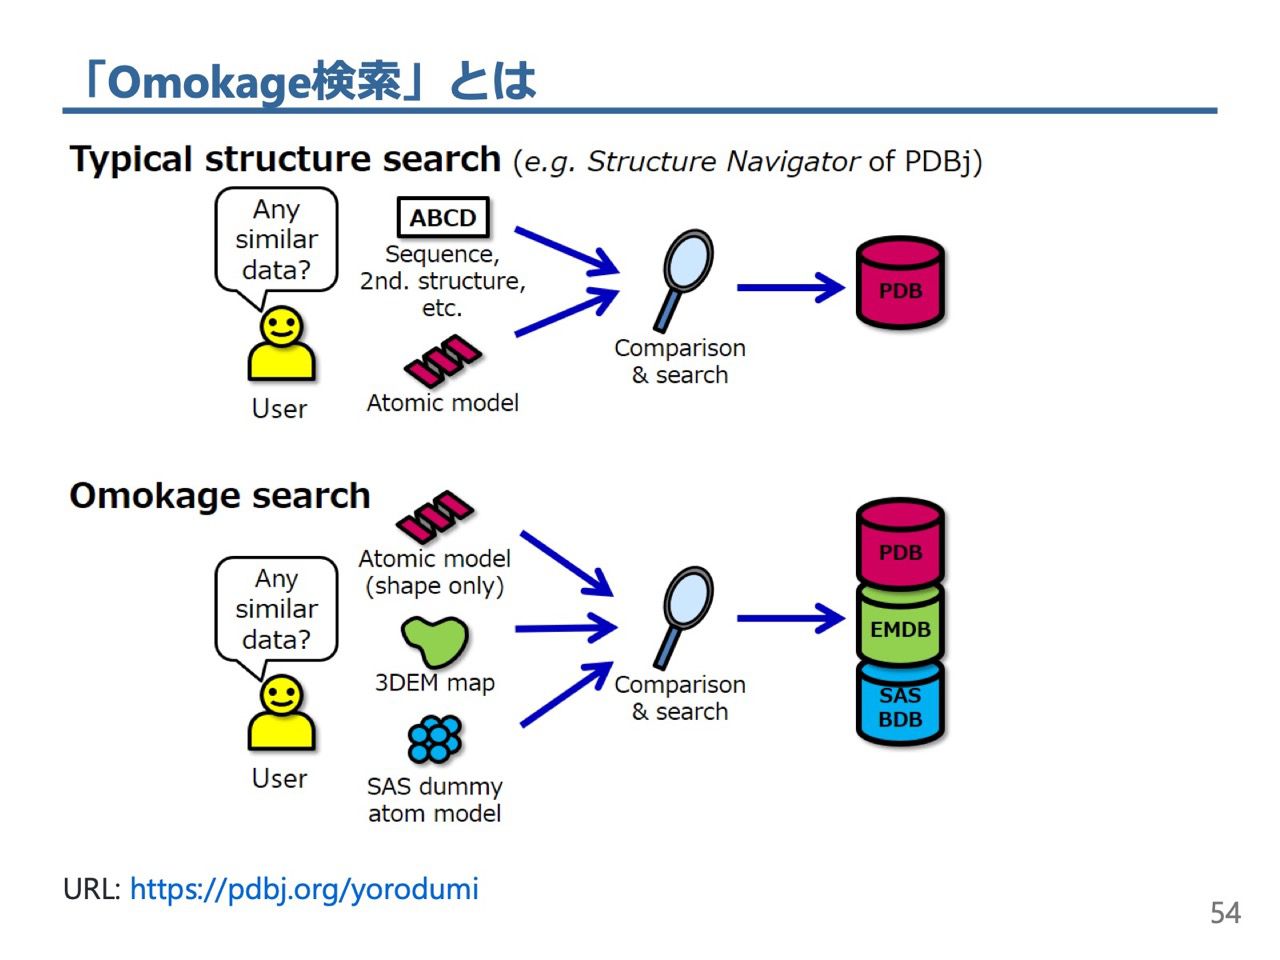 「Omokage検索」とは
Typical structure search (e.g. Structure Navigator of PDBj)
Any
similar
data?
User
ABCD
Sequence,
2nd. structure,
etc.
Atomic model
Comparison
& search
PDB
Omokage search
Any
similar
data?
User
Atomic model
(shape only)
3DEM map
SAS dummy
atom model
Comparison
& search
PDB
EMDB
SAS
BDB
URL: https://pdbj.org/yorodumi
54